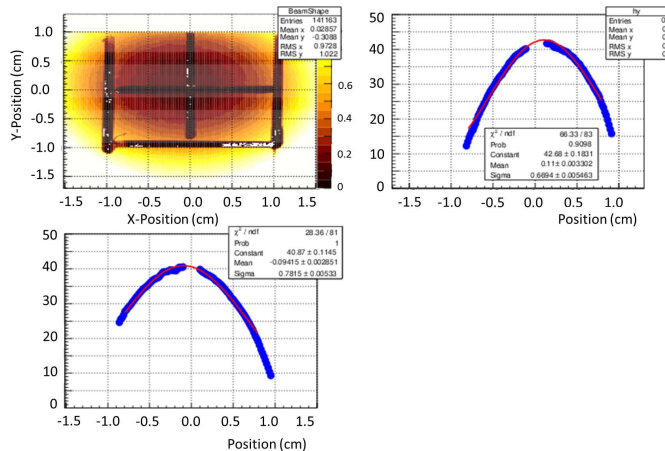 BeamShape
Entries 141163
Mean x 0.02857
Mean y -0.3088
RMS x 0.9728
RMS y 1.022
1.0
0.5
0.0
-0.5
-1.0
-1.5
Y-Position (cm)
0.6
0.4
0.2
0
-1.5 -1.0 -0.5 0.0 0.5 1.0 1.5
X-Position (cm)
hy
Entries 0
Mean 0.
RMS 0.
50
40
30
20
10
0
χ² / ndf 66.33 / 83
Prob 0.9098
Constant 42.68 ± 0.1831
Mean 0.11 ± 0.003302
Sigma 0.6694 ± 0.005463
-1.5 -1.0 -0.5 0.0 0.5 1.0 1.5
Position (cm)
χ² / ndf 28.36 / 81
Prob 1
Constant 40.87 ± 0.1145
Mean -0.09415 ± 0.002851
Sigma 0.7815 ± 0.00533
50
40
30
20
10
0
-1.5 -1.0 -0.5 0.0 0.5 1.0 1.5
Position (cm)